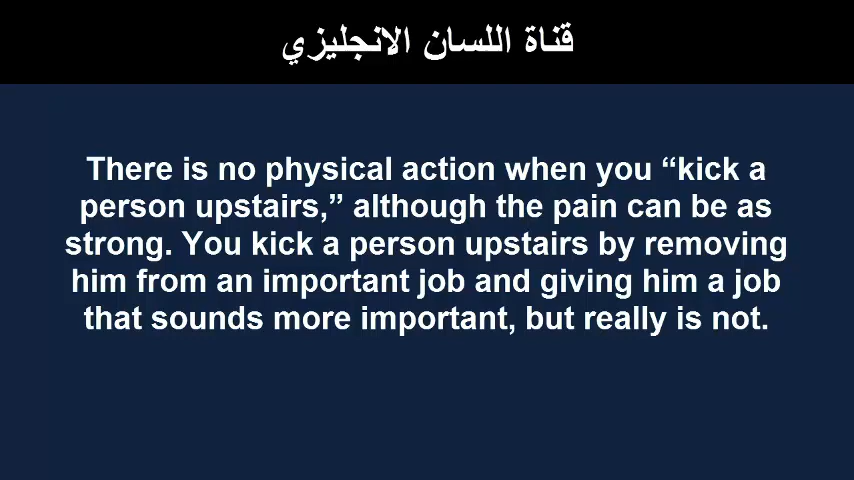 قناة اللسان الانجليزي
There is no physical action when you “kick a
person upstairs,” although the pain can be as
strong. You kick a person upstairs by removing
him from an important job and giving him a job
that sounds more important, but really is not.